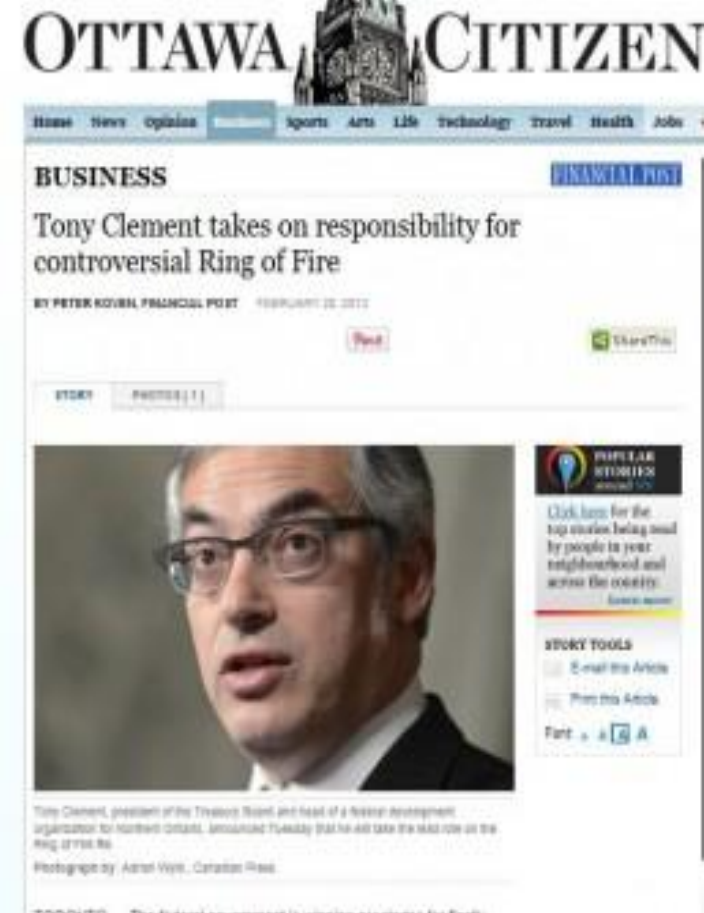 OTTAWA CITIZEN
Home News Opinion Business Sports Arts Life Technology Travel Health Jobs
BUSINESS
FINANCIAL POST
Tony Clement takes on responsibility for
controversial Ring of Fire
BY PETER KOVEN, FINANCIAL POST FEBRUARY
Pin it
ShareThis
STORY PHOTOS ( 1 )
POPULAR
STORIES
Click here for the
top stories being read
by people in your
neighbourhood and
across the country.
Learn more
STORY TOOLS
E-mail this Article
Print this Article
Font A A A A
Tony Clement, president of the Treasury Board and head of a federal development
organization for Northern Ontario, announced Tuesday that he will take the lead role on the
Ring of Fire file.
Photograph by: Adrian Wyld, Canadian Press